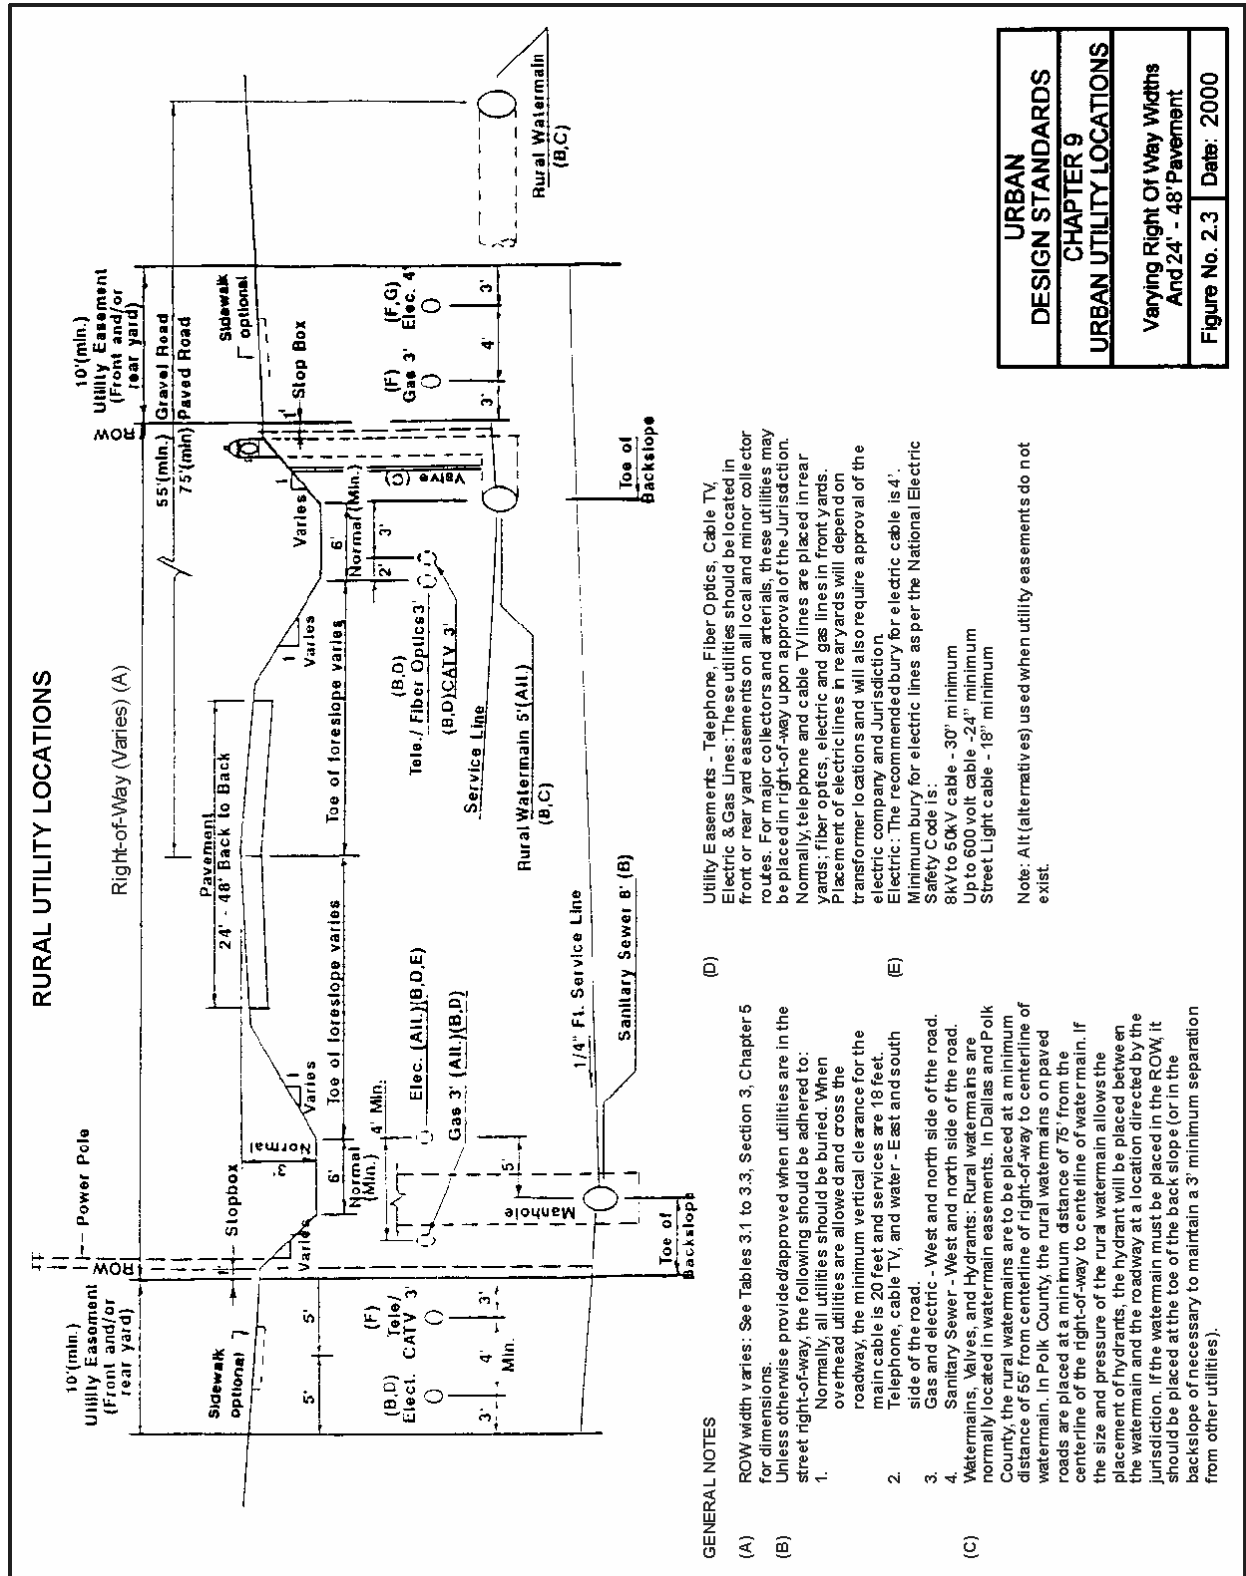 RURAL UTILITY LOCATIONS
Right-of-Way (Varies) (A)
10'(min.)
Utility Easement
(Front and/or
rear yard)
ROW
Power Pole
Stopbox
1'
Sidewalk
optional
5'
5'
1
Varies
6'
Normal
(Min.)
3'
Normal
2
1
Varies
Toe of foreslope varies
Pavement
24' - 48' Back to Back
Toe of foreslope varies
1
Varies
6'
Normal (Min.)
2'
3'
Varies
1
Valve (C)
Stop Box
1'
ROW
55'(min.) Gravel Road
75'(min) Paved Road
10'(min.)
Utility Easement
(Front and/or
rear yard)
Sidewalk
optional
(B,D)
Elect.
(F)
Tele/
CATV 3'
3'
4'
Min.
3'
4' Min.
Elec. (Alt.)(B,D,E)
Gas 3' (Alt.)(B,D)
Manhole
5'
Toe of
Backslope
1/4" Ft. Service Line
Sanitary Sewer 8' (B)
(B,D)
Tele./ Fiber Optics3'
(B,D)CATV 3'
Service Line
Rural Watermain 5'(Alt.)
(B,C)
(F)
Gas 3'
(F,G)
Elec. 4'
3'
4'
3'
Toe of
Backslope
Rural Watermain
(B,C)
GENERAL NOTES
(A) ROW width varies: See Tables 3.1 to 3.3, Section 3, Chapter 5
for dimensions.
(B) Unless otherwise provided/approved when utilities are in the
street right-of-way, the following should be adhered to:
1. Normally, all utilities should be buried. When
overhead utilities are allowed and cross the
roadway, the minimum vertical clearance for the
main cable is 20 feet and services are 18 feet.
2. Telephone, cable TV, and water - East and south
side of the road.
3. Gas and electric - West and north side of the road.
4. Sanitary Sewer - West and north side of the road.
(C) Watermains, Valves, and Hydrants: Rural watermains are
normally located in watermain easements. In Dallas and Polk
County, the rural watermains are to be placed at a minimum
distance of 55' from centerline of right-of-way to centerline of
watermain. In Polk County, the rural watermains on paved
roads are placed at a minimum distance of 75' from the
centerline of the right-of-way to centerline of water main. If
the size and pressure of the rural watermain allows the
placement of hydrants, the hydrant will be placed between
the watermain and the roadway at a location directed by the
jurisdiction. If the watermain must be placed in the ROW, it
should be placed at the toe of the back slope (or in the
backslope of necessary to maintain a 3' minimum separation
from other utilities).
(D) Utility Easements - Telephone, Fiber Optics, Cable TV,
Electric & Gas Lines: These utilities should be located in
front or rear yard easements on all local and minor collector
routes. For major collectors and arterials, these utilities may
be placed in right-of-way upon approval of the Jurisdiction.
Normally, telephone and cable TV lines are placed in rear
yards; fiber optics, electric and gas lines in front yards.
Placement of electric lines in rear yards will depend on
transformer locations and will also require approval of the
electric company and Jurisdiction.
(E) Electric: The recommended bury for electric cable is 4'.
Minimum bury for electric lines as per the National Electric
Safety Code is:
8kV to 50kV cable - 30" minimum
Up to 600 volt cable -24" minimum
Street Light cable - 18" minimum
Note: Alt (alternatives) used when utility easements do not
exist.
URBAN
DESIGN STANDARDS
CHAPTER 9
URBAN UTILITY LOCATIONS
Varying Right Of Way Widths
And 24' - 48' Pavement
Figure No. 2.3 Date: 2000